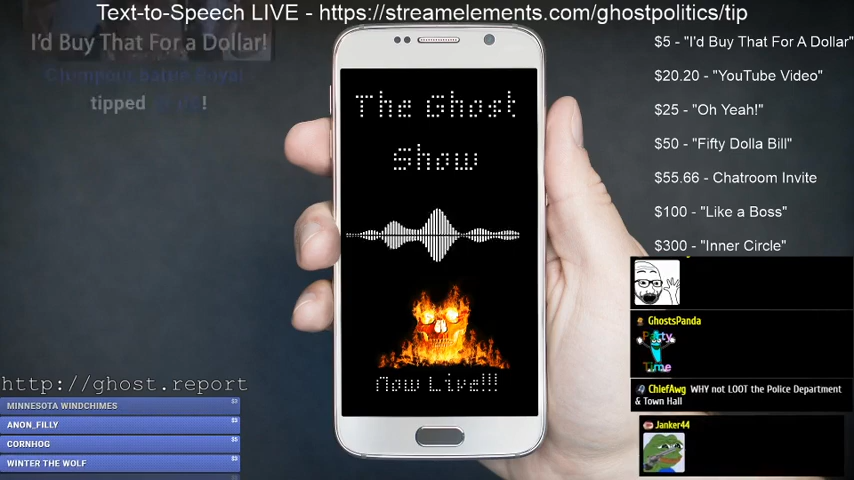 Text-to-Speech LIVE - https://streamelements.com/ghostpolitics/tip
I'd Buy That For a Dollar!
tipped
!
The Ghost
Show
Now Live!!!
$5 - "I'd Buy That For A Dollar"
$20.20 - "YouTube Video"
$25 - "Oh Yeah!"
$50 - "Fifty Dolla Bill"
$55.66 - Chatroom Invite
$100 - "Like a Boss"
$300 - "Inner Circle"
GhostsPanda
Party
Time
ChiefAwg WHY not LOOT the Police Department
& Town Hall
Janker44
http://ghost.report
MINNESOTA WINDCHIMES
ANON_FILLY
CORNHOG
WINTER THE WOLF